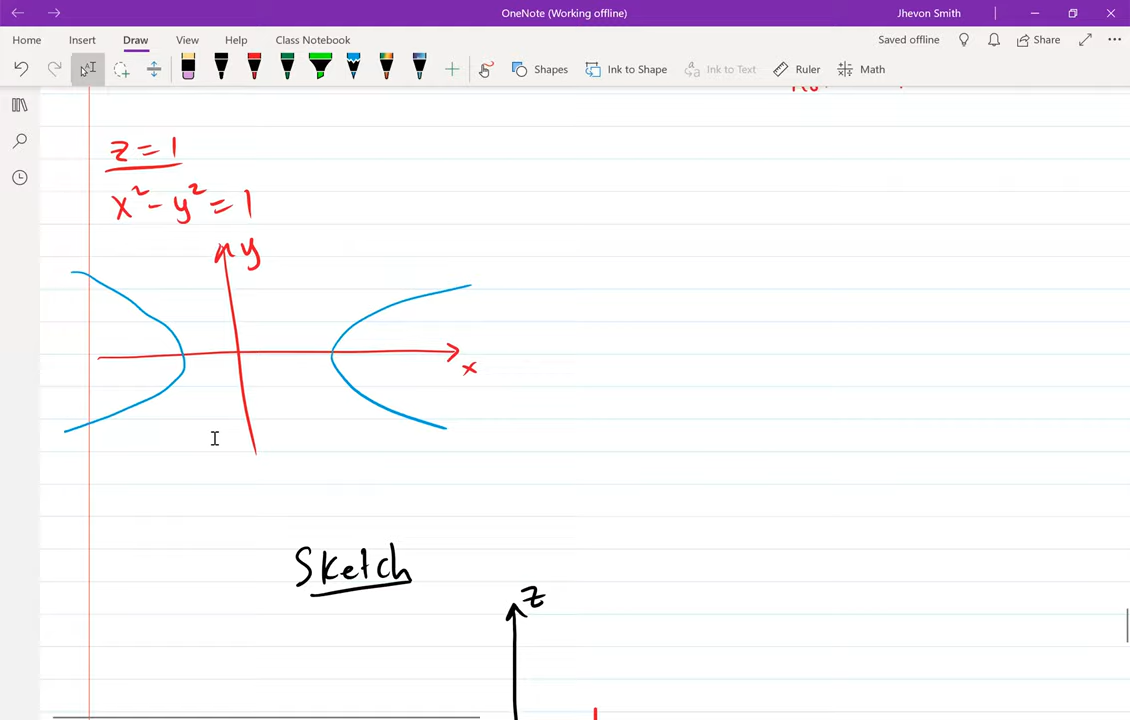 OneNote (Working offline)
Jhevon Smith
Home Insert Draw View Help Class Notebook
Saved offline
Share
Shapes
Ink to Shape
Ink to Text
Ruler
Math
z = 1
x² - y² = 1
y
x
Sketch
z